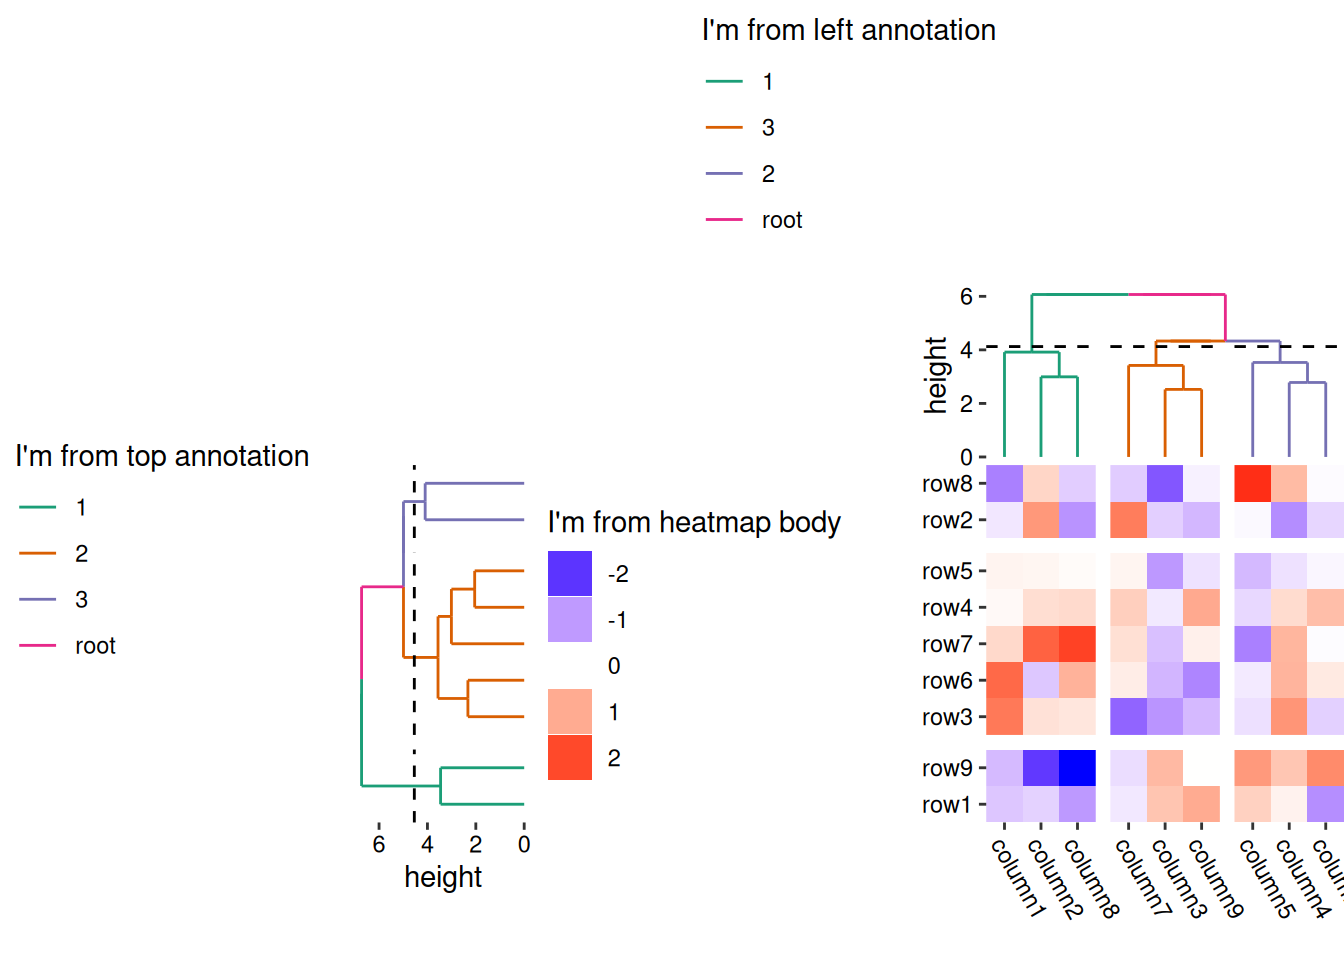 I'm from left annotation
1
3
2
root
6
4
2
0
height
I'm from top annotation
1
2
3
root
6
4
2
0
height
I'm from heatmap body
-2
-1
0
1
2
row8
row2
row5
row4
row7
row6
row3
row9
row1
column1
column2
column8
column7
column3
column9
column5
column4